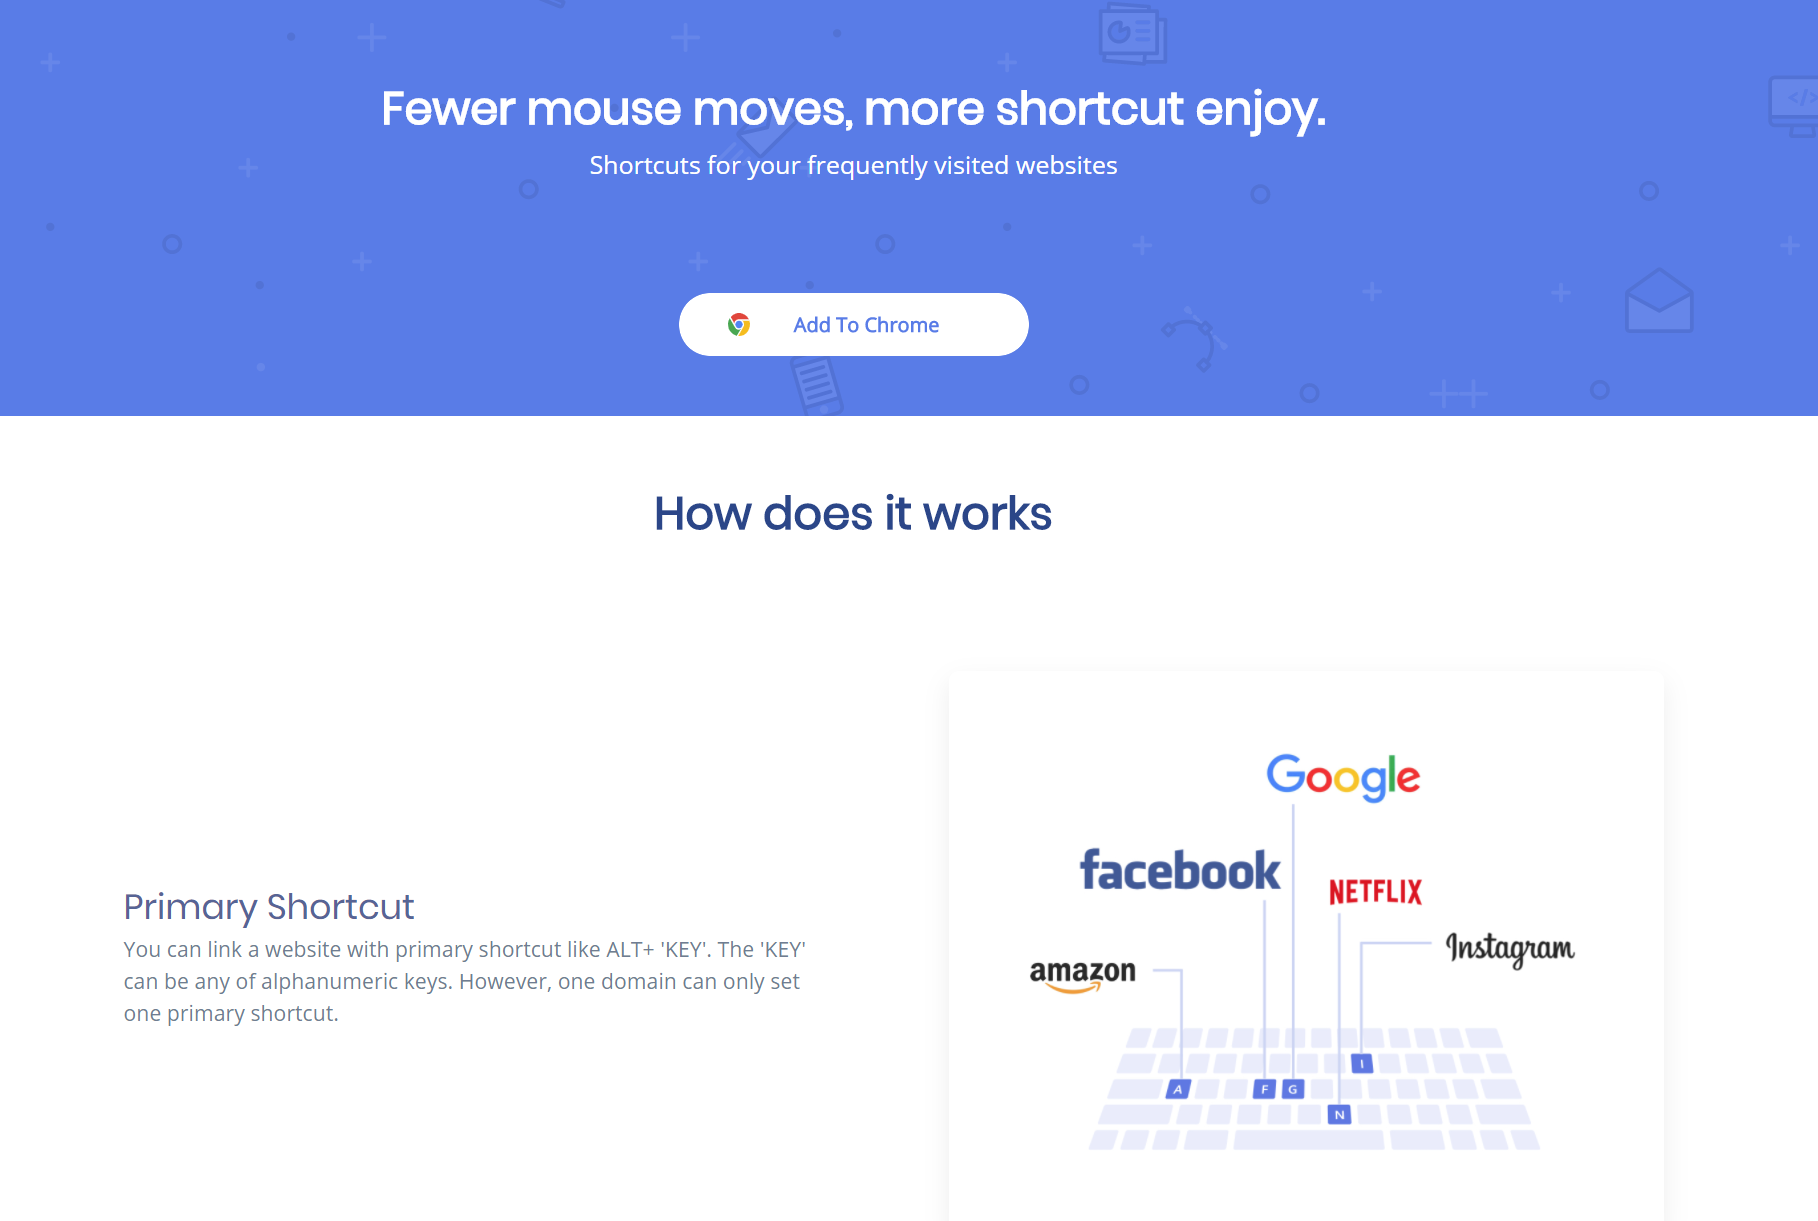 Fewer mouse moves, more shortcut enjoy.
Shortcuts for your frequently visited websites
Add To Chrome
How does it works
Primary Shortcut
You can link a website with primary shortcut like ALT+ 'KEY'. The 'KEY'
can be any of alphanumeric keys. However, one domain can only set
one primary shortcut.
Google
facebook
NETFLIX
Instagram
amazon
I
A F G
N